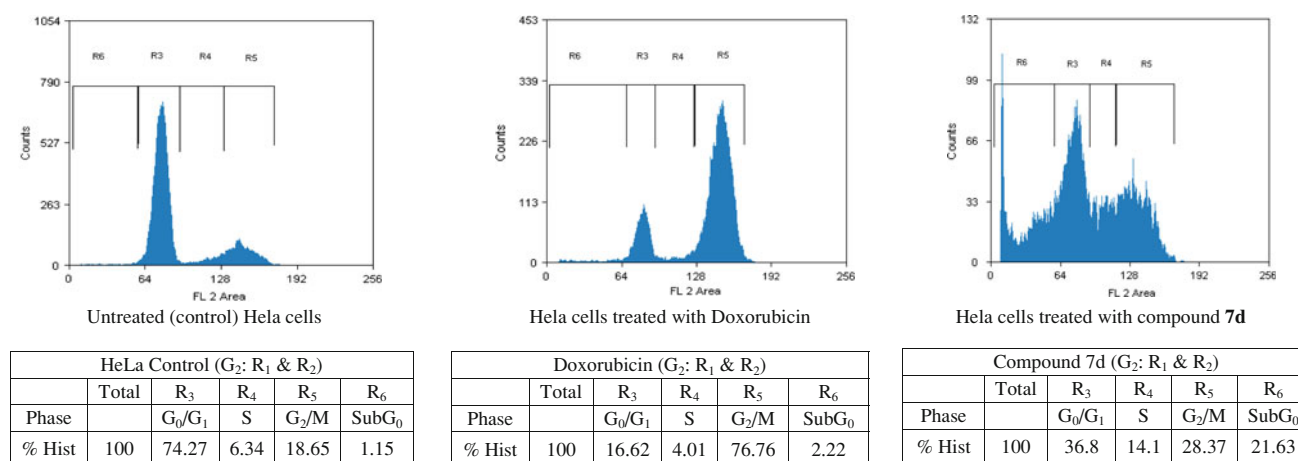 1054
790
527
263
0
Counts
R6 R3 R4 R5
0 64 128 192 256
FL 2 Area
Untreated (control) Hela cells
453
339
226
113
0
Counts
R6 R3 R4 R5
0 64 128 192 256
FL 2 Area
Hela cells treated with Doxorubicin
132
99
66
33
0
Counts
R6 R3 R4 R5
0 64 128 192 256
FL 2 Area
Hela cells treated with compound 7d
HeLa Control (G₂: R₁ & R₂)
Total R₃ R₄ R₅ R₆
Phase G₀/G₁ S G₂/M SubG₀
% Hist 100 74.27 6.34 18.65 1.15
Doxorubicin (G₂: R₁ & R₂)
Total R₃ R₄ R₅ R₆
Phase G₀/G₁ S G₂/M SubG₀
% Hist 100 16.62 4.01 76.76 2.22
Compound 7d (G₂: R₁ & R₂)
Total R₃ R₄ R₅ R₆
Phase G₀/G₁ S G₂/M SubG₀
% Hist 100 36.8 14.1 28.37 21.63